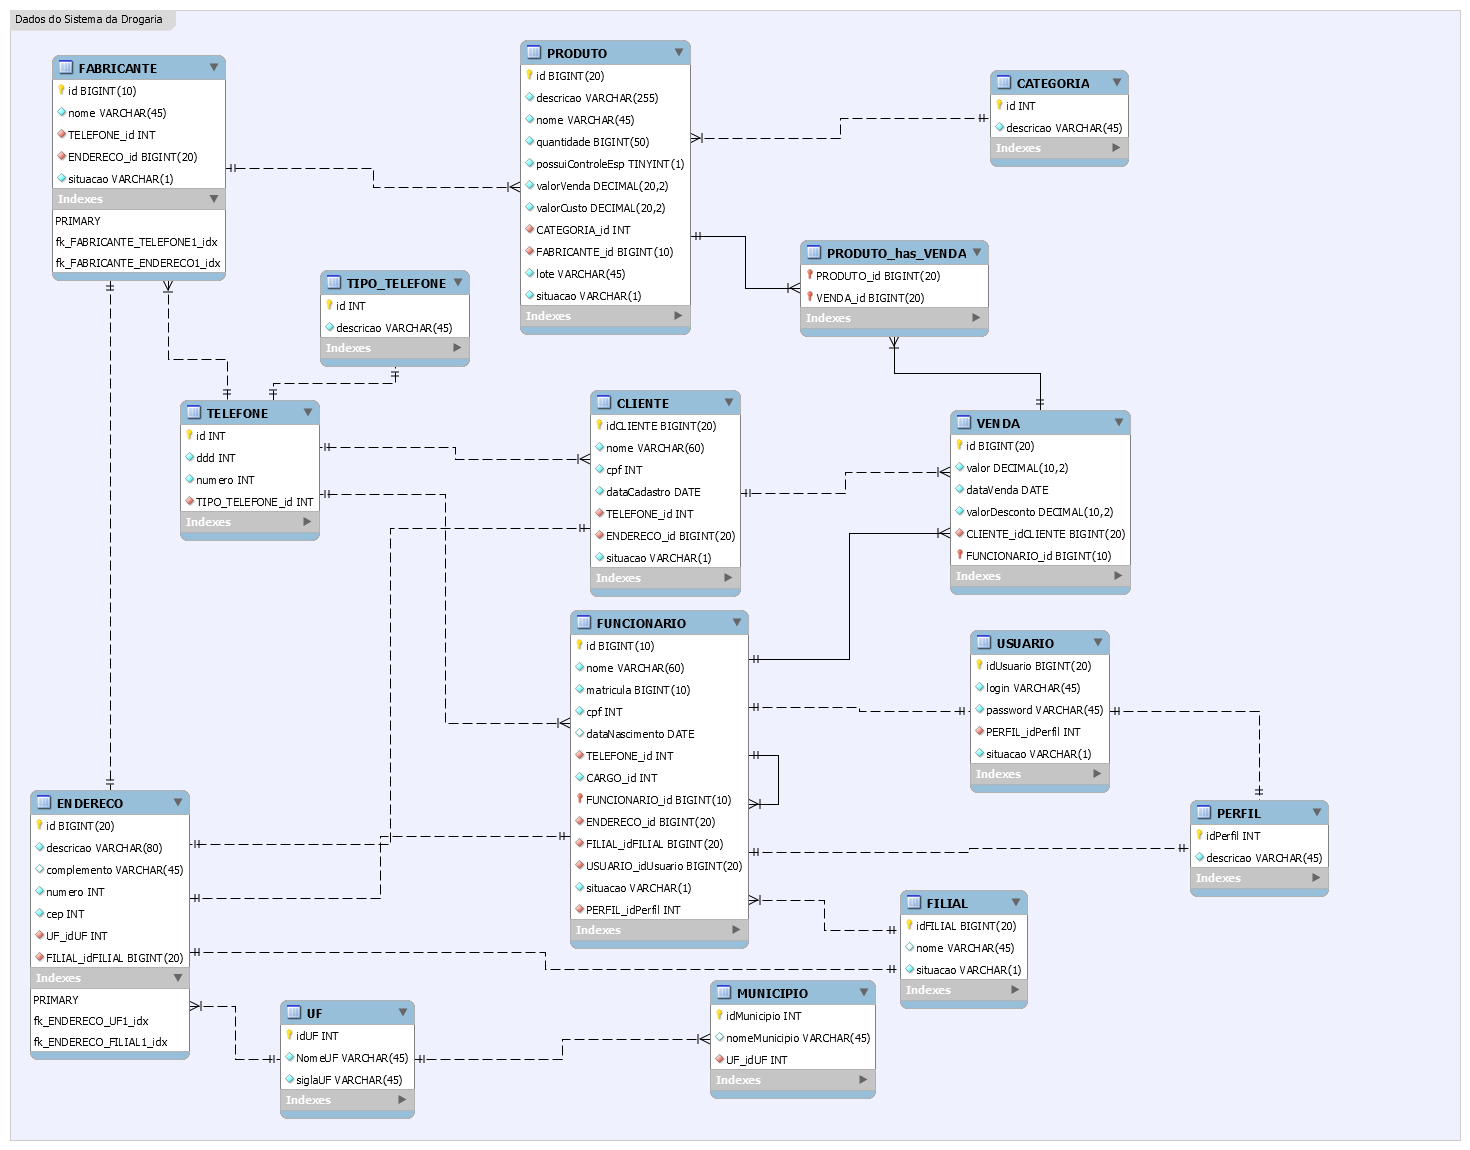 Dados do Sistema da Drogaria
FABRICANTE
id BIGINT(10)
nome VARCHAR(45)
TELEFONE_id INT
ENDERECO_id BIGINT(20)
situacao VARCHAR(1)
Indexes
PRIMARY
fk_FABRICANTE_TELEFONE1_idx
fk_FABRICANTE_ENDERECO1_idx
PRODUTO
id BIGINT(20)
descricao VARCHAR(255)
nome VARCHAR(45)
quantidade BIGINT(50)
possuiControleEsp TINYINT(1)
valorVenda DECIMAL(20,2)
valorCusto DECIMAL(20,2)
CATEGORIA_id INT
FABRICANTE_id BIGINT(10)
lote VARCHAR(45)
situacao VARCHAR(1)
Indexes
CATEGORIA
id INT
descricao VARCHAR(45)
Indexes
PRODUTO_has_VENDA
PRODUTO_id BIGINT(20)
VENDA_id BIGINT(20)
Indexes
TIPO_TELEFONE
id INT
descricao VARCHAR(45)
Indexes
TELEFONE
id INT
ddd INT
numero INT
TIPO_TELEFONE_id INT
Indexes
CLIENTE
idCLIENTE BIGINT(20)
nome VARCHAR(60)
cpf INT
dataCadastro DATE
TELEFONE_id INT
ENDERECO_id BIGINT(20)
situacao VARCHAR(1)
Indexes
VENDA
id BIGINT(20)
valor DECIMAL(10,2)
dataVenda DATE
valorDesconto DECIMAL(10,2)
CLIENTE_idCLIENTE BIGINT(20)
FUNCIONARIO_id BIGINT(10)
Indexes
FUNCIONARIO
id BIGINT(10)
nome VARCHAR(60)
matricula BIGINT(10)
cpf INT
dataNascimento DATE
TELEFONE_id INT
CARGO_id INT
FUNCIONARIO_id BIGINT(10)
ENDERECO_id BIGINT(20)
FILIAL_idFILIAL BIGINT(20)
USUARIO_idUsuario BIGINT(20)
situacao VARCHAR(1)
PERFIL_idPerfil INT
Indexes
USUARIO
idUsuario BIGINT(20)
login VARCHAR(45)
password VARCHAR(45)
PERFIL_idPerfil INT
situacao VARCHAR(1)
Indexes
PERFIL
idPerfil INT
descricao VARCHAR(45)
Indexes
ENDERECO
id BIGINT(20)
descricao VARCHAR(80)
complemento VARCHAR(45)
numero INT
cep INT
UF_idUF INT
FILIAL_idFILIAL BIGINT(20)
Indexes
PRIMARY
fk_ENDERECO_UF1_idx
fk_ENDERECO_FILIAL1_idx
FILIAL
idFILIAL BIGINT(20)
nome VARCHAR(45)
situacao VARCHAR(1)
Indexes
UF
idUF INT
NomeUF VARCHAR(45)
siglaUF VARCHAR(45)
Indexes
MUNICIPIO
idMunicipio INT
nomeMunicipio VARCHAR(45)
UF_idUF INT
Indexes